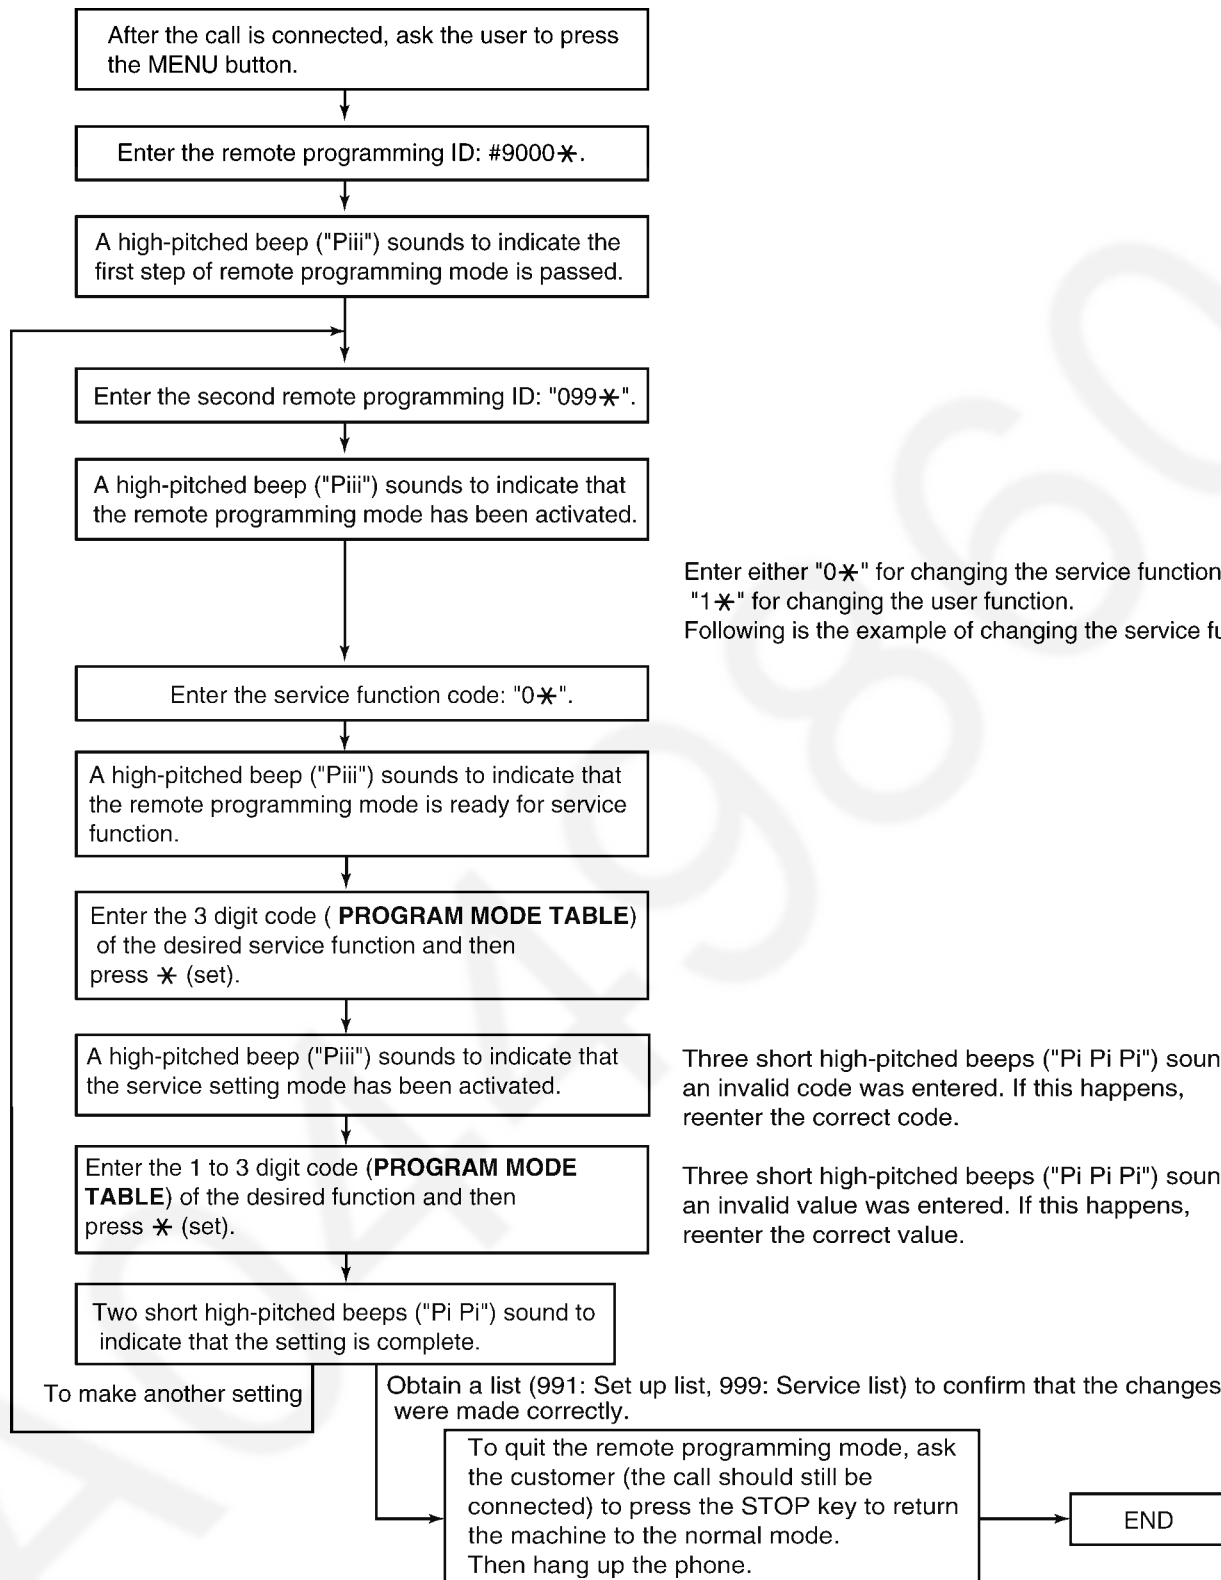 After the call is connected, ask the user to press
the MENU button.
Enter the remote programming ID: #9000*.
A high-pitched beep ("Piii") sounds to indicate the
first step of remote programming mode is passed.
Enter the second remote programming ID: "099*".
A high-pitched beep ("Piii") sounds to indicate that
the remote programming mode has been activated.
Enter either "0*" for changing the service function
"1*" for changing the user function.
Following is the example of changing the service fu
Enter the service function code: "0*".
A high-pitched beep ("Piii") sounds to indicate that
the remote programming mode is ready for service
function.
Enter the 3 digit code ( PROGRAM MODE TABLE)
of the desired service function and then
press * (set).
A high-pitched beep ("Piii") sounds to indicate that
the service setting mode has been activated.
Three short high-pitched beeps ("Pi Pi Pi") soun
an invalid code was entered. If this happens,
reenter the correct code.
Enter the 1 to 3 digit code (PROGRAM MODE
TABLE) of the desired function and then
press * (set).
Three short high-pitched beeps ("Pi Pi Pi") soun
an invalid value was entered. If this happens,
reenter the correct value.
Two short high-pitched beeps ("Pi Pi") sound to
indicate that the setting is complete.
To make another setting
Obtain a list (991: Set up list, 999: Service list) to confirm that the changes
were made correctly.
To quit the remote programming mode, ask
the customer (the call should still be
connected) to press the STOP key to return
the machine to the normal mode.
Then hang up the phone.
END